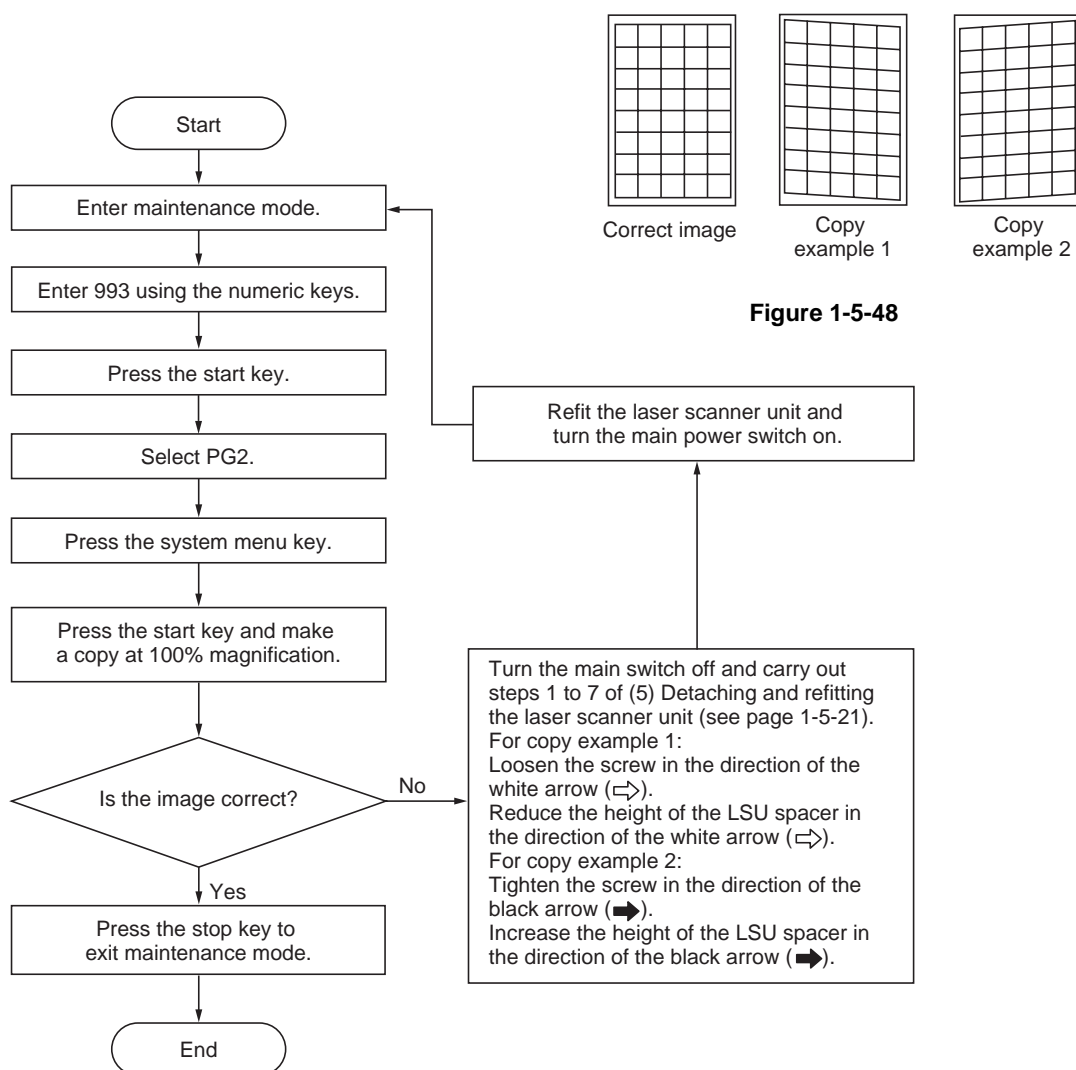 Start
Enter maintenance mode.
Enter 993 using the numeric keys.
Press the start key.
Select PG2.
Press the system menu key.
Press the start key and make
a copy at 100% magnification.
Is the image correct?
No
Yes
Press the stop key to
exit maintenance mode.
End
Turn the main switch off and carry out
steps 1 to 7 of (5) Detaching and refitting
the laser scanner unit (see page 1-5-21).
For copy example 1:
Loosen the screw in the direction of the
white arrow (⇨).
Reduce the height of the LSU spacer in
the direction of the white arrow (⇨).
For copy example 2:
Tighten the screw in the direction of the
black arrow (➡).
Increase the height of the LSU spacer in
the direction of the black arrow (➡).
Refit the laser scanner unit and
turn the main power switch on.
Correct image
Copy
example 1
Copy
example 2
Figure 1-5-48